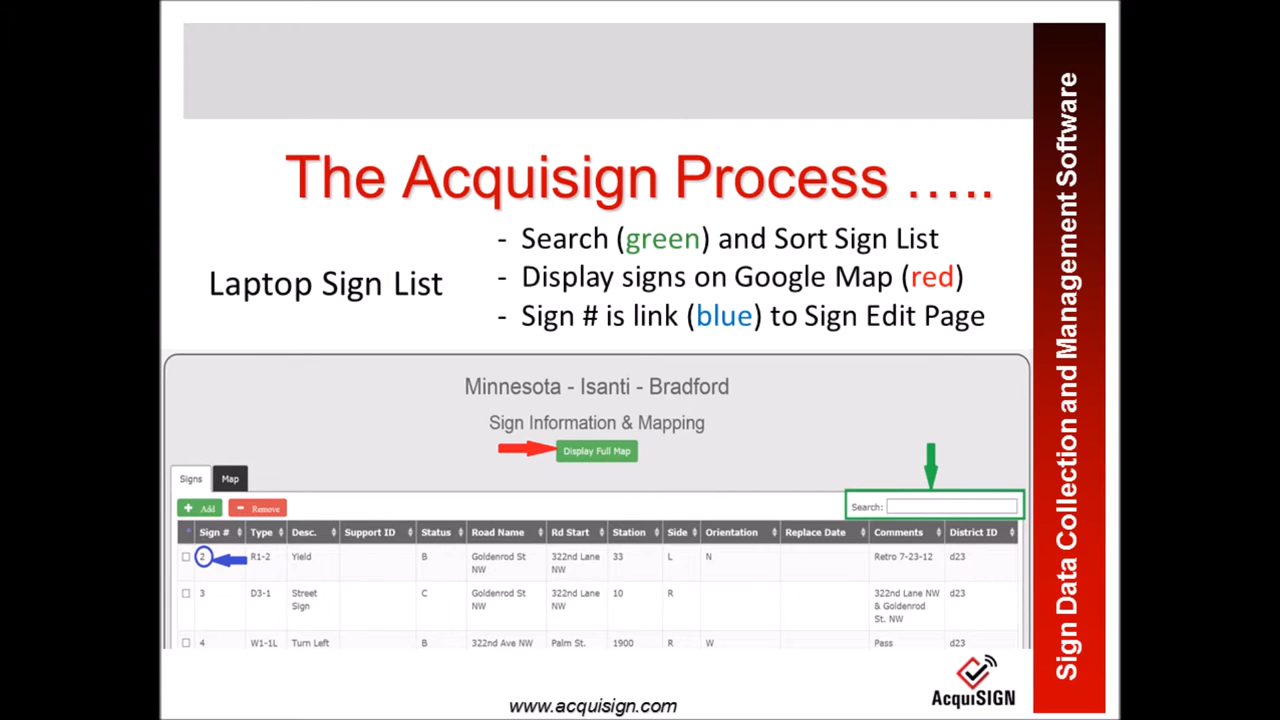 The Acquisign Process …..
Laptop Sign List
- Search (green) and Sort Sign List
- Display signs on Google Map (red)
- Sign # is link (blue) to Sign Edit Page
Minnesota - Isanti - Bradford
Sign Information & Mapping
Display Full Map
Signs Map
+ Add − Remove
Search:
Sign # Type Desc. Support ID Status Road Name Rd Start Station Side Orientation Replace Date Comments District ID
2 R1-2 Yield B Goldenrod St 322nd Lane 33 L N Retro 7-23-12 d23
NW NW
3 D3-1 Street C Goldenrod St 322nd Lane 10 R 322nd Lane NW d23
Sign NW NW & Goldenrod
St. NW
4 W1-1L Turn Left B 322nd Ave NW Palm St. 1900 R W Pass d23
www.acquisign.com
AcquiSIGN
Sign Data Collection and Management Software